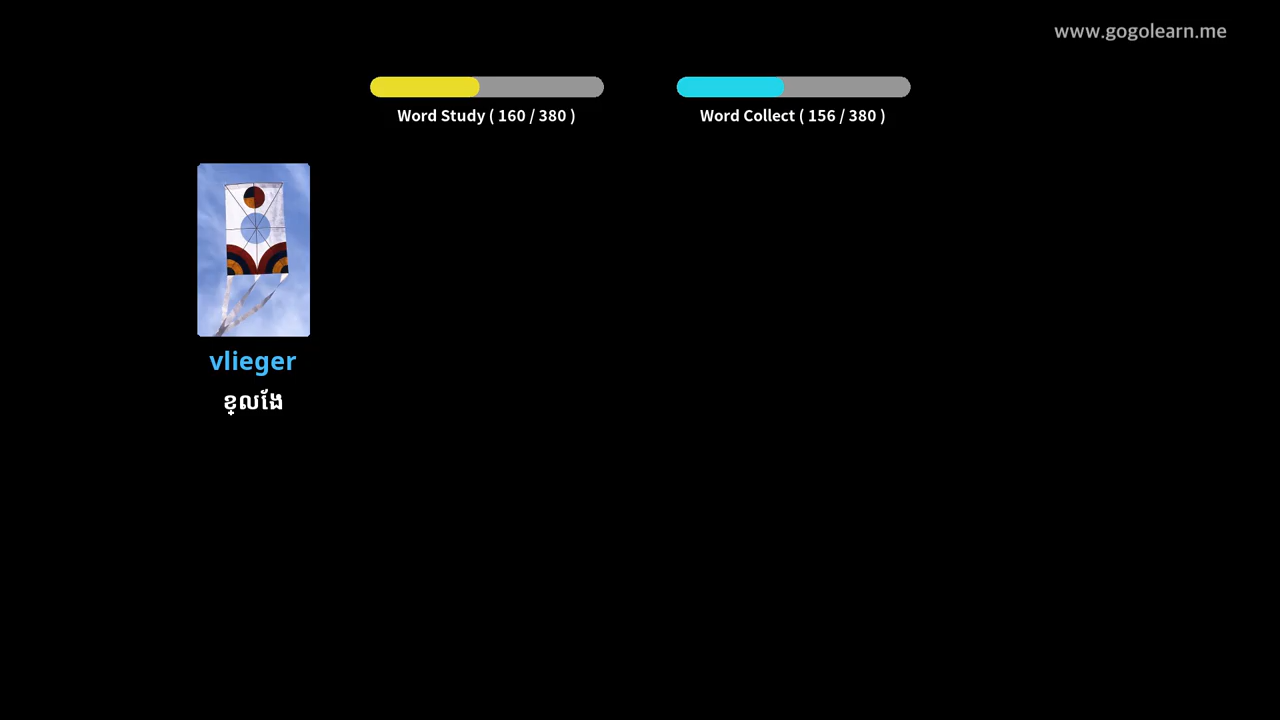 www.gogolearn.me
Word Study ( 160 / 380 )
Word Collect ( 156 / 380 )
vlieger
ខ្លែង